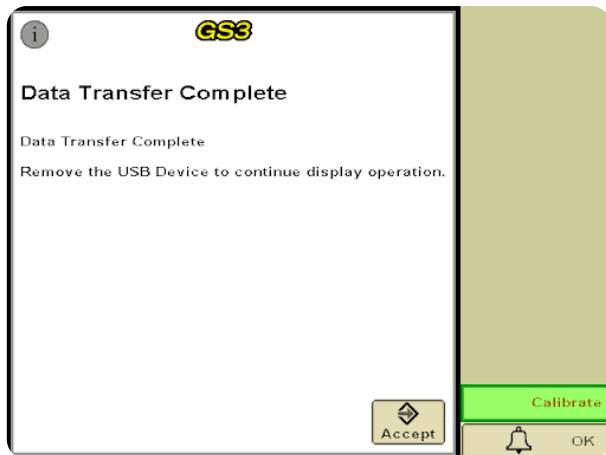 GS3
Data Transfer Complete
Data Transfer Complete
Remove the USB Device to continue display operation.
Accept
Calibrate
OK